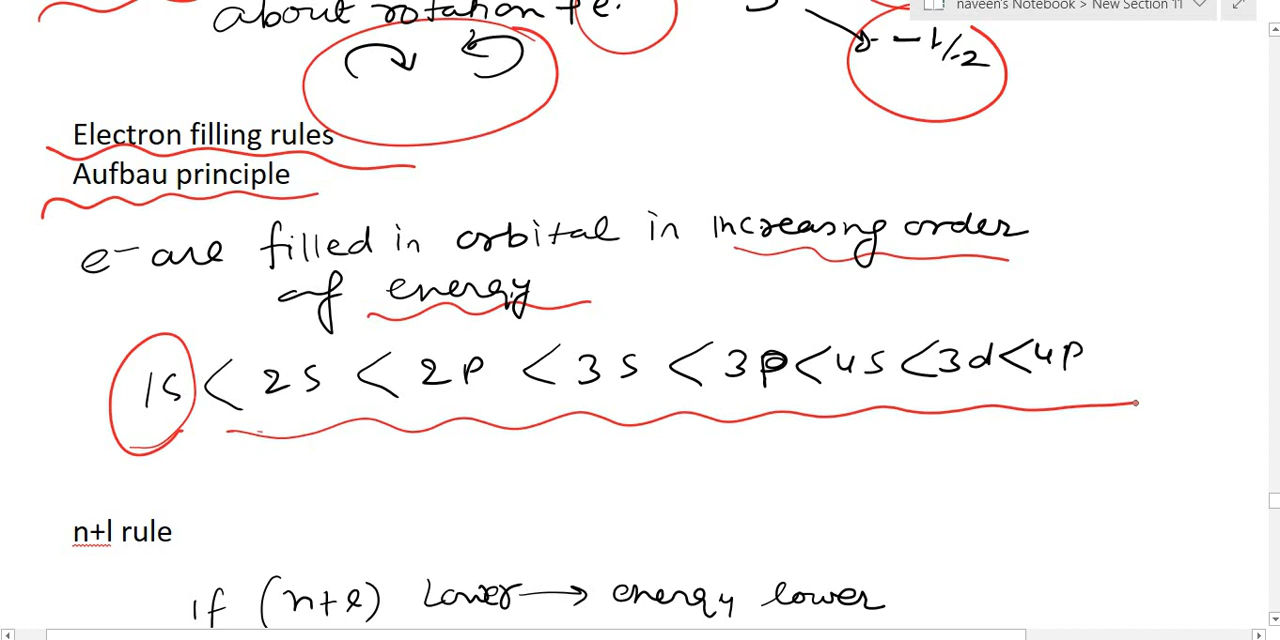 naveen's Notebook > New Section 11
about rotation of e.
-1/-2
Electron filling rules
Aufbau principle
e- are filled in orbital in increasing order
of energy
1s < 2s < 2p < 3s < 3p < 4s < 3d < 4p
n+l rule
if (n+l) Lower → energy lower